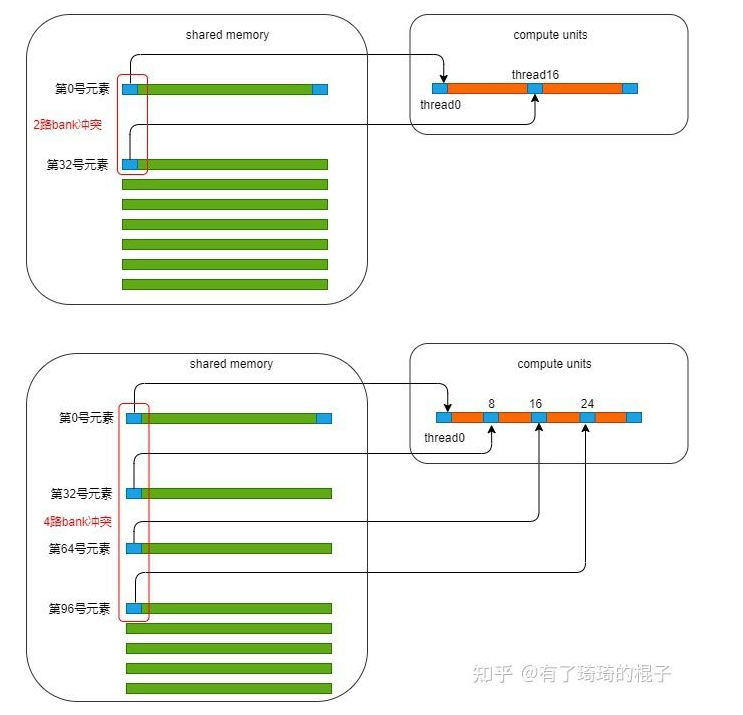 shared memory
compute units
第0号元素
thread16
thread0
2路bank冲突
第32号元素
shared memory
compute units
第0号元素
8
16
24
thread0
第32号元素
4路bank冲突
第64号元素
第96号元素
知乎 @有了琦琦的棍子